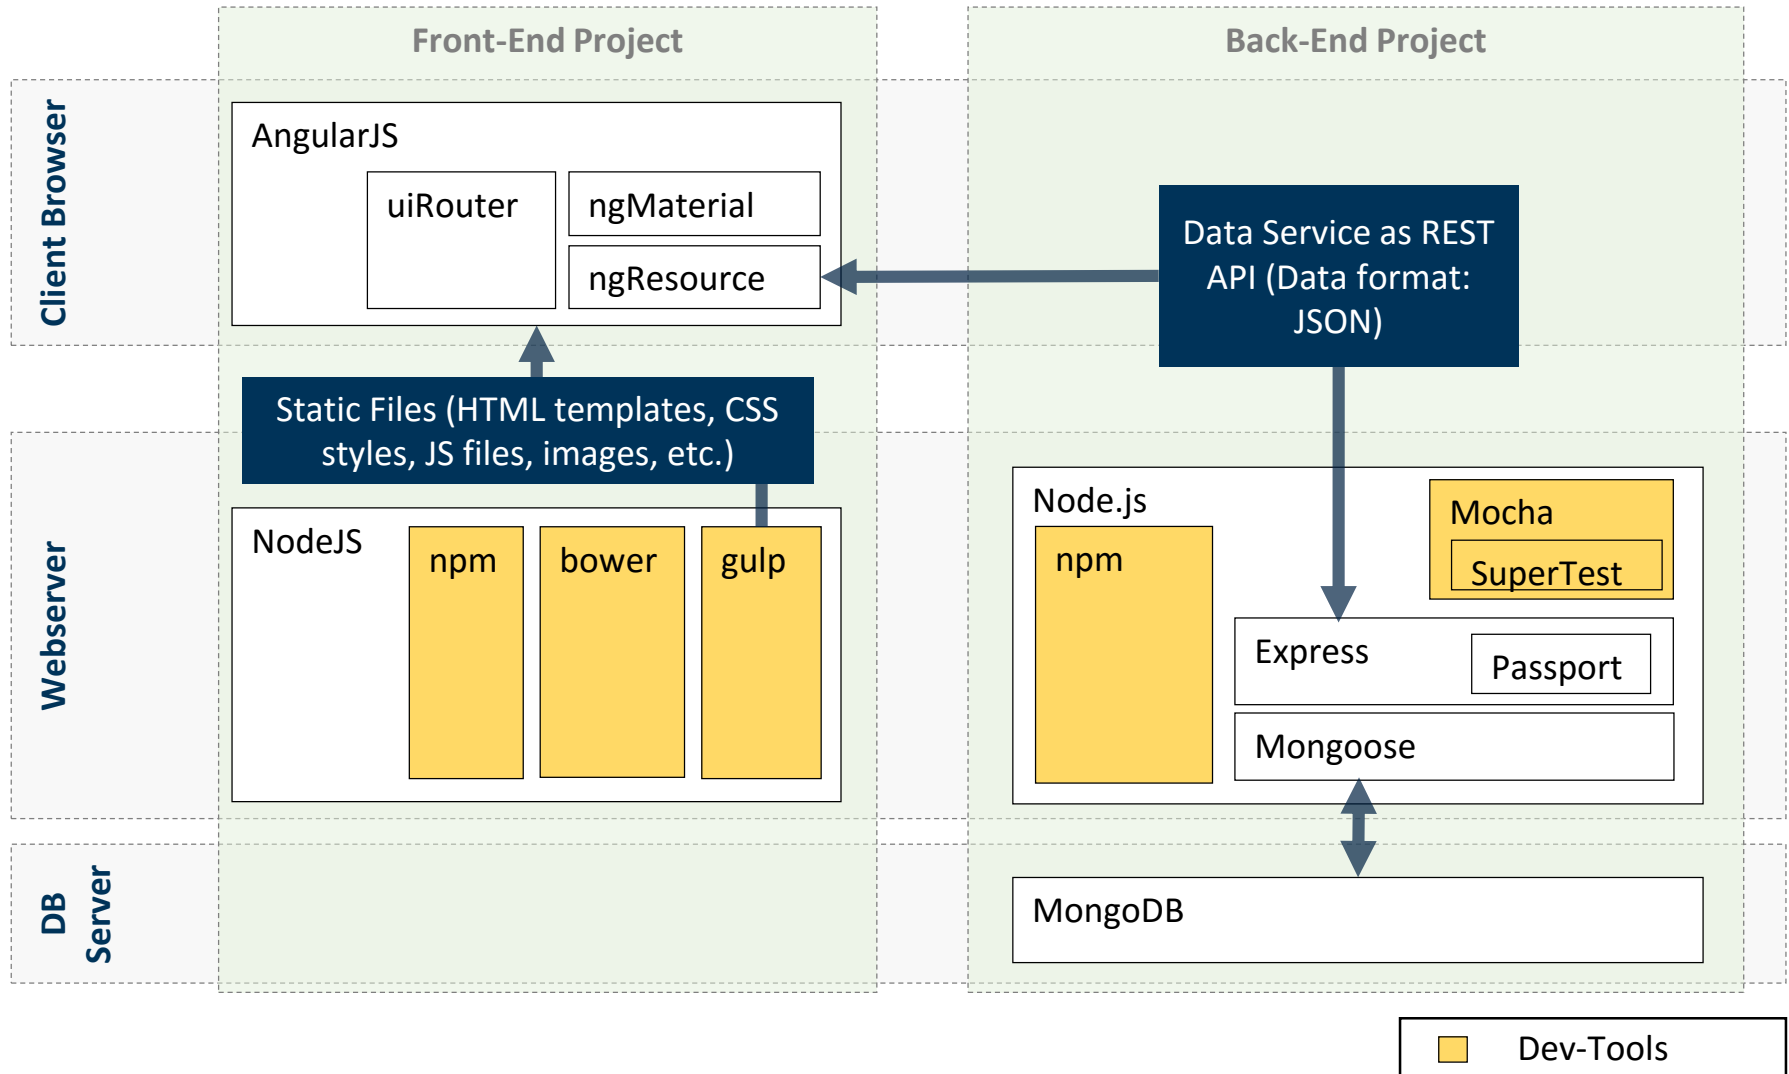 Front-End Project
Back-End Project
Client Browser
AngularJS
uiRouter
ngMaterial
ngResource
Data Service as REST
API (Data format:
JSON)
Static Files (HTML templates, CSS
styles, JS files, images, etc.)
Webserver
NodeJS
npm
bower
gulp
Node.js
npm
Mocha
SuperTest
Express
Passport
Mongoose
DB
Server
MongoDB
Dev-Tools